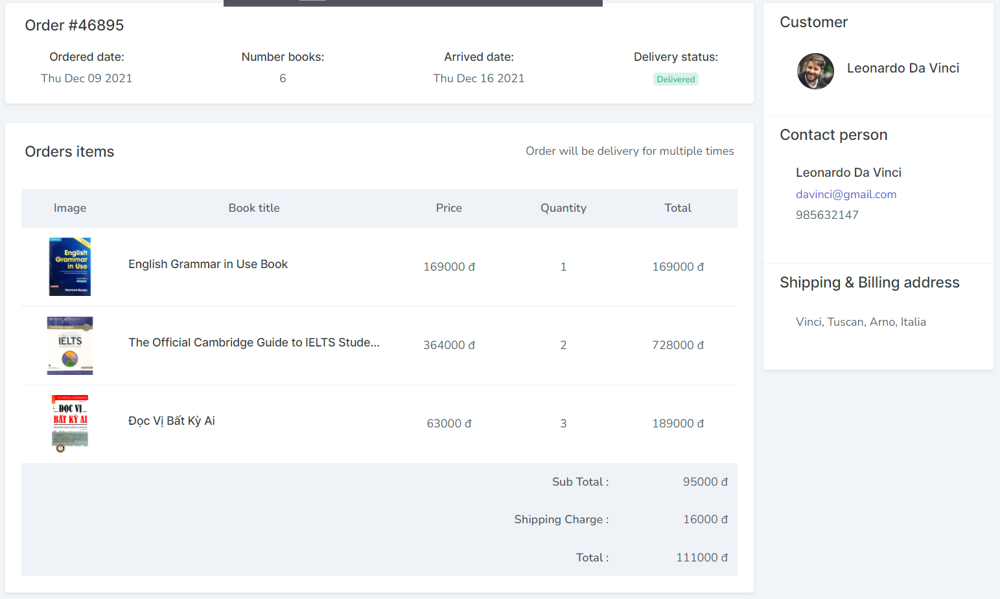 Order #46895
Ordered date:
Number books:
Arrived date:
Delivery status:
Thu Dec 09 2021
6
Thu Dec 16 2021
Delivered
Orders items
Order will be delivery for multiple times
Image
Book title
Price
Quantity
Total
English
Grammar
in Use
Raymond Murphy
English Grammar in Use Book
169000 đ
1
169000 đ
Cambridge English
IELTS
The Official Cambridge Guide to IELTS Stude...
364000 đ
2
728000 đ
ĐỌC VỊ
BẤT KỲ AI
Đọc Vị Bất Kỳ Ai
63000 đ
3
189000 đ
Sub Total :
95000 đ
Shipping Charge :
16000 đ
Total :
111000 đ
Customer
Leonardo Da Vinci
Contact person
Leonardo Da Vinci
davinci@gmail.com
985632147
Shipping & Billing address
Vinci, Tuscan, Arno, Italia